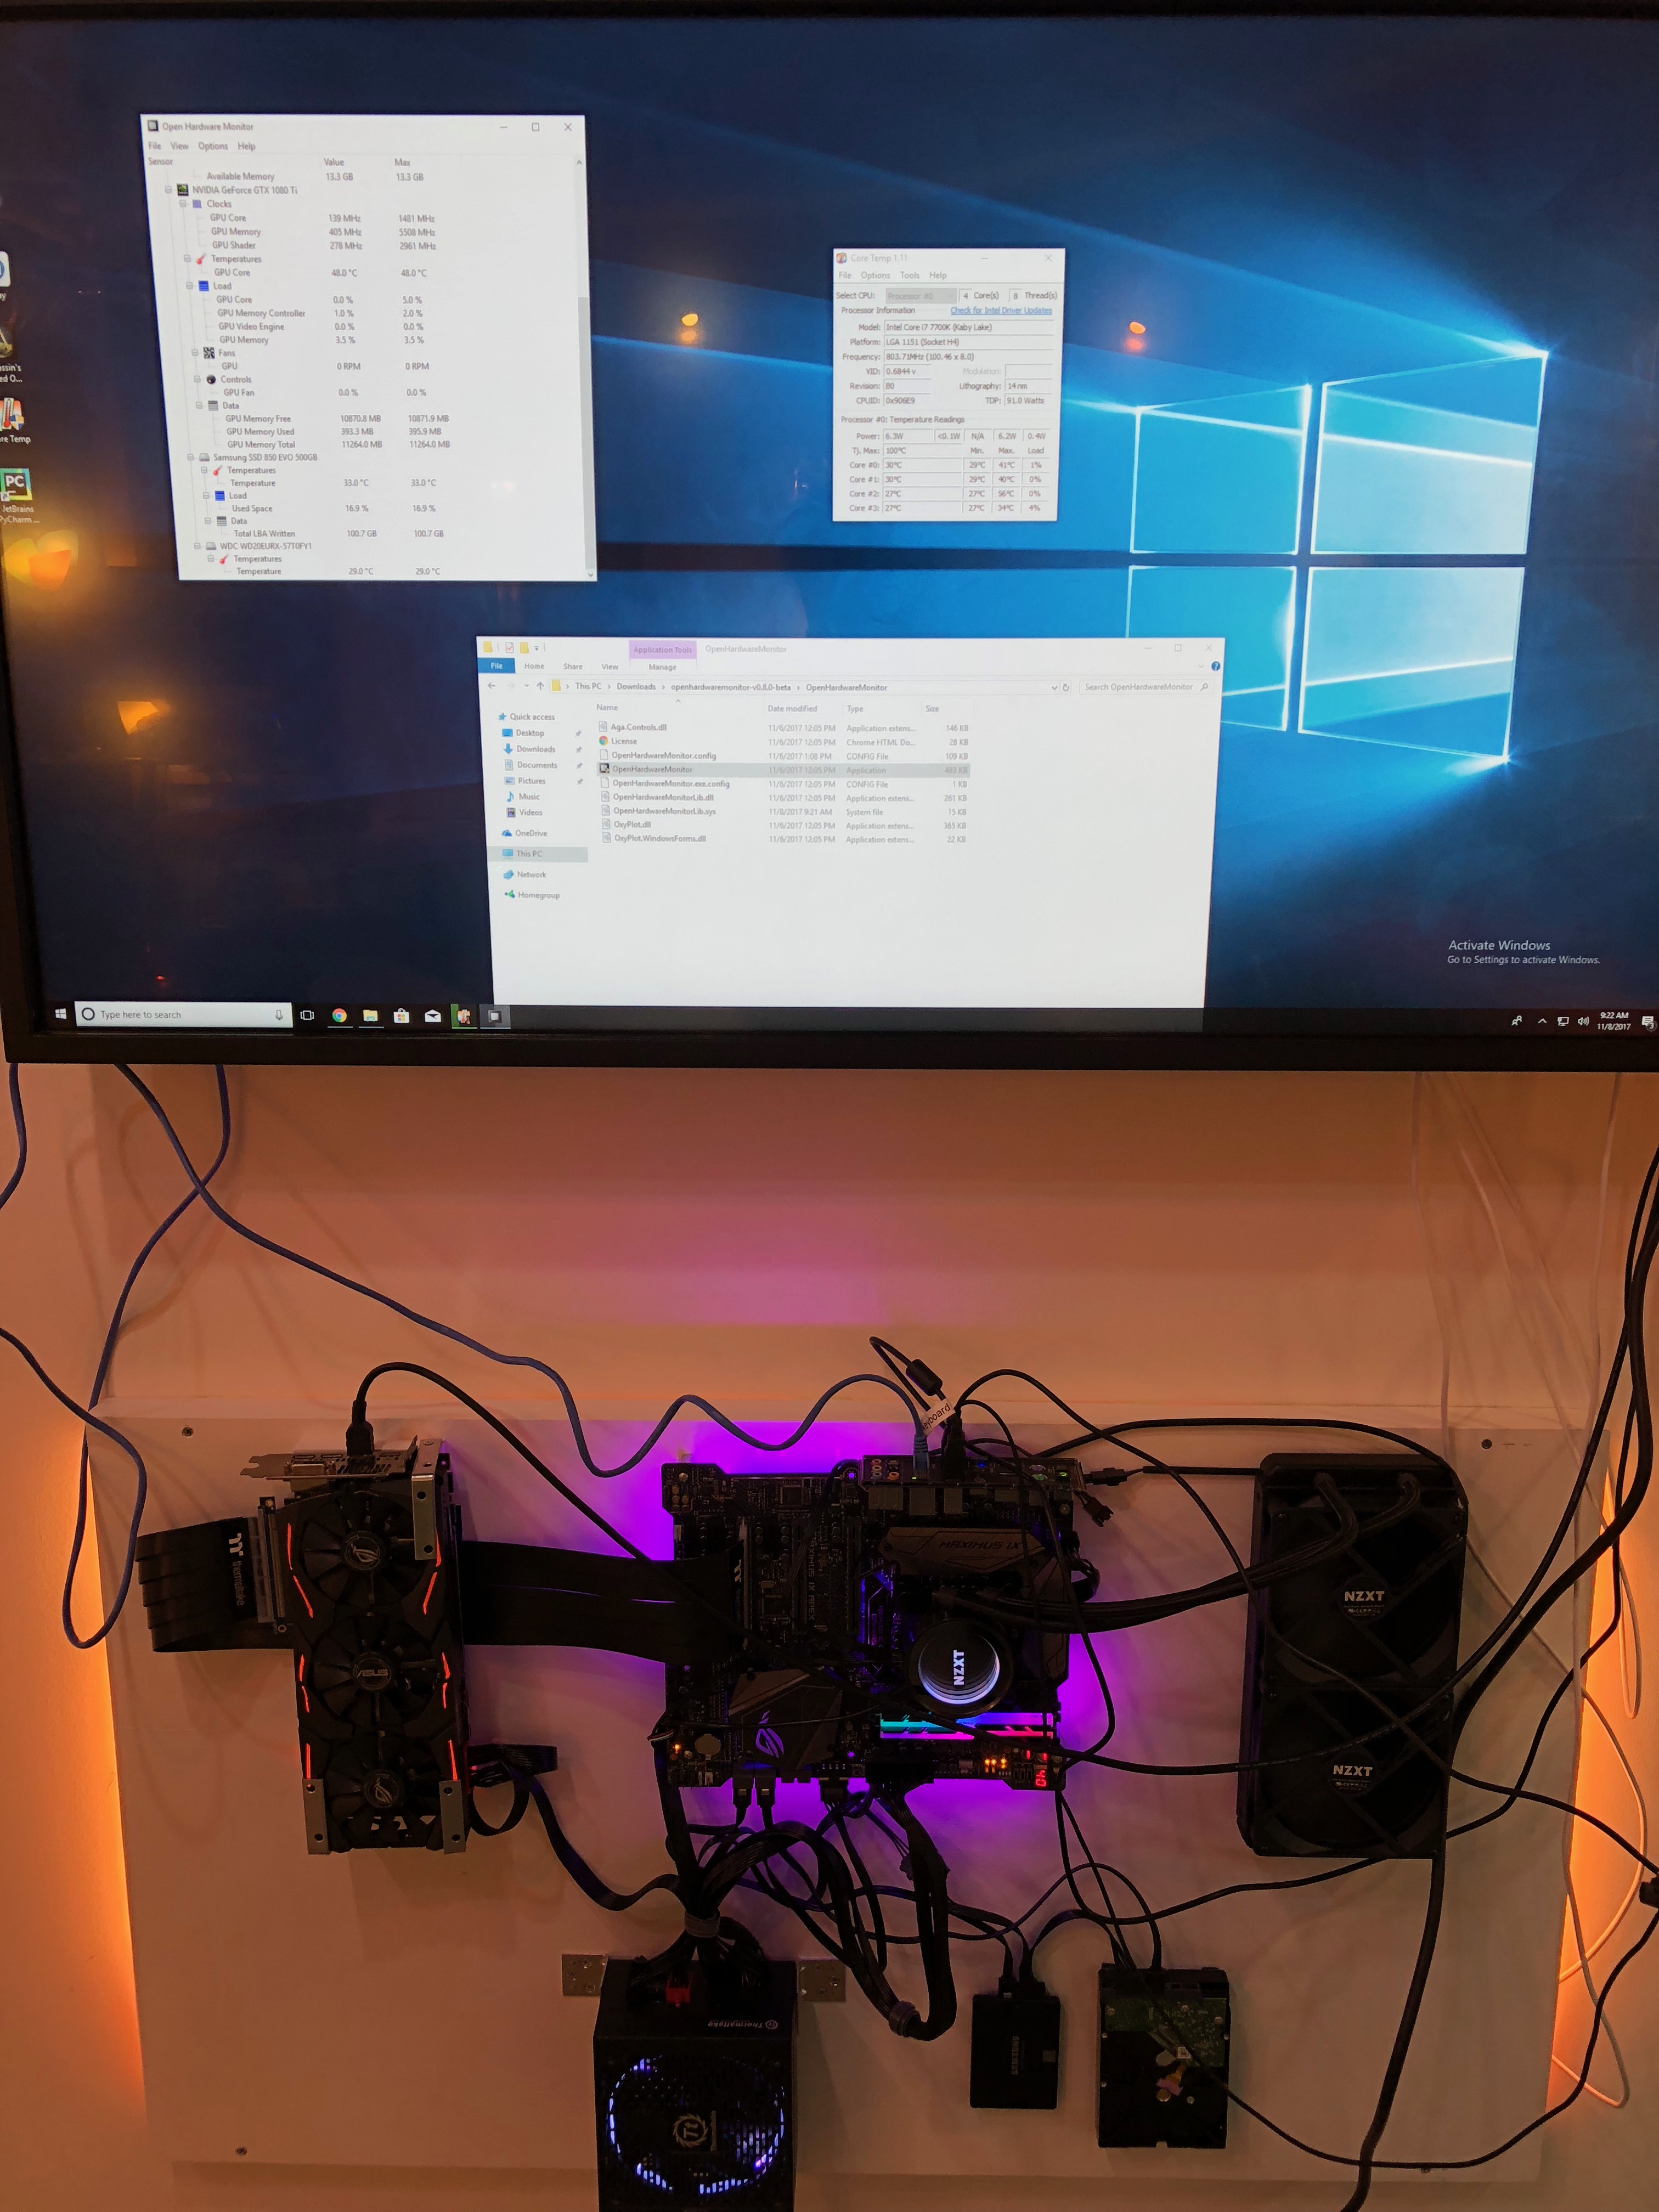 Open Hardware Monitor
File View Options Help
Sensor Value Max
Available Memory 13.3 GB 13.3 GB
NVIDIA GeForce GTX 1080 Ti
Clocks
GPU Core 139 MHz 1481 MHz
GPU Memory 405 MHz 5508 MHz
GPU Shader 278 MHz 2961 MHz
Temperatures
GPU Core 48.0 °C 48.0 °C
Load
GPU Core 0.0 % 5.0 %
GPU Memory Controller 1.0 % 2.0 %
GPU Video Engine 0.0 % 0.0 %
GPU Memory 3.5 % 3.5 %
Fans
GPU 0 RPM 0 RPM
Controls
GPU Fan 0.0 % 0.0 %
Data
GPU Memory Free 10870.8 MB 10871.9 MB
GPU Memory Used 393.3 MB 395.9 MB
GPU Memory Total 11264.0 MB 11264.0 MB
Samsung SSD 850 EVO 500GB
Temperatures
Temperature 33.0 °C 33.0 °C
Load
Used Space 16.9 % 16.9 %
Data
Total LBA Written 100.7 GB 100.7 GB
WDC WD20EURX-57T0FY1
Temperatures
Temperature 29.0 °C 29.0 °C
Core Temp 1.11
File Options Tools Help
Select CPU: Processor #0 4 Core(s) 8 Thread(s)
Processor Information Check for Intel Driver Updates
Model: Intel Core i7 7700K (Kaby Lake)
Platform: LGA 1151 (Socket H4)
Frequency: 803.71MHz (100.46 x 8.0)
VID: 0.6844 v Modulation:
Revision: B0 Lithography: 14 nm
CPUID: 0x906E9 TDP: 91.0 Watts
Processor #0: Temperature Readings
Power: 6.3W <0.1W N/A 6.2W 0.4W
Tj. Max: 100°C Min. Max. Load
Core #0: 30°C 29°C 41°C 1%
Core #1: 30°C 29°C 40°C 0%
Core #2: 27°C 27°C 56°C 0%
Core #3: 27°C 27°C 34°C 4%
re Temp
PC
JetBrains
PyCharm ...
Application Tools OpenHardwareMonitor
File Home Share View Manage
This PC > Downloads > openhardwaremonitor-v0.8.0-beta > OpenHardwareMonitor Search OpenHardwareMonitor
Name Date modified Type Size
Quick access
Desktop
Downloads
Documents
Pictures
Music
Videos
OneDrive
This PC
Network
Homegroup
Aga.Controls.dll 11/6/2017 12:05 PM Application extens... 146 KB
License 11/6/2017 12:05 PM Chrome HTML Do... 28 KB
OpenHardwareMonitor.config 11/6/2017 1:08 PM CONFIG File 109 KB
OpenHardwareMonitor 11/6/2017 12:05 PM Application 483 KB
OpenHardwareMonitor.exe.config 11/6/2017 12:05 PM CONFIG File 1 KB
OpenHardwareMonitorLib.dll 11/6/2017 12:05 PM Application extens... 261 KB
OpenHardwareMonitorLib.sys 11/8/2017 9:21 AM System file 15 KB
OxyPlot.dll 11/6/2017 12:05 PM Application extens... 365 KB
OxyPlot.WindowsForms.dll 11/6/2017 12:05 PM Application extens... 22 KB
Activate Windows
Go to Settings to activate Windows.
Type here to search
9:22 AM
11/8/2017
eyboard
thermaltake
MAXIMUS IX
MAXIMUS IX APEX
NZXT
NZXT
NZXT
ASUS
40
Thermaltake
SAMSUNG